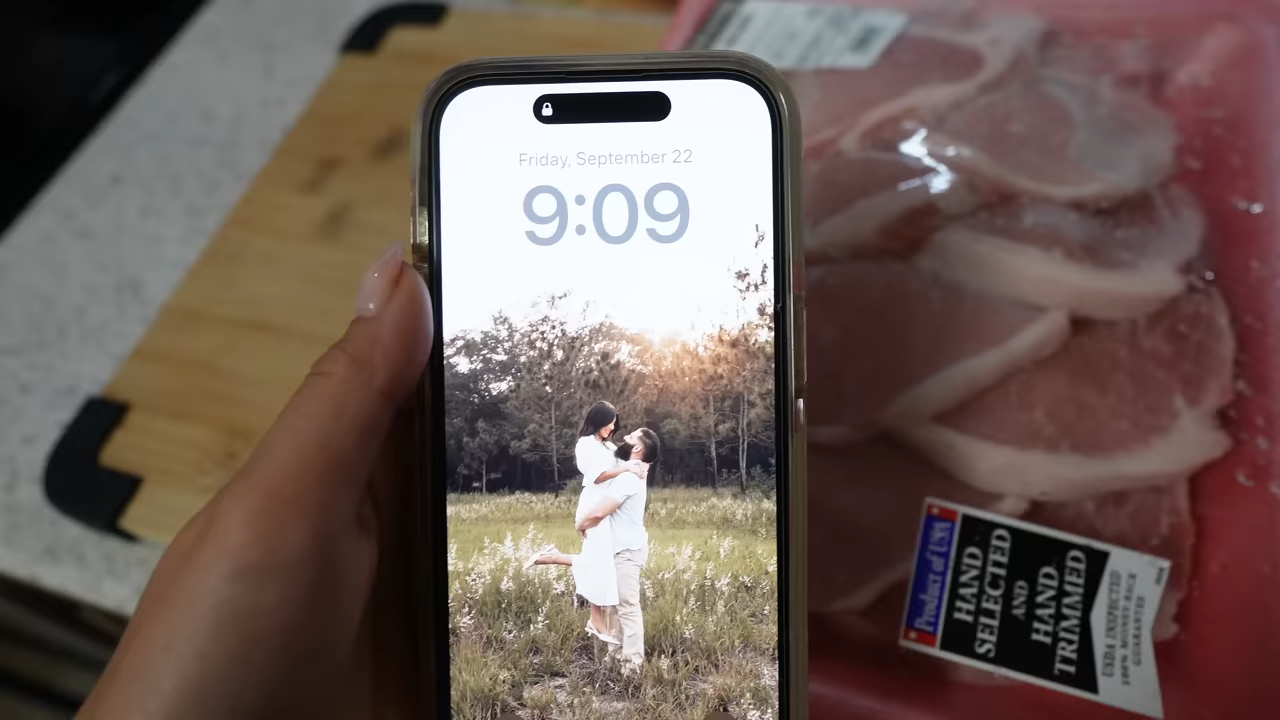 Friday, September 22
9:09
Product of USA
HAND
SELECTED
AND
HAND
TRIMMED
USDA INSPECTED
100% MONEY-BACK
GUARANTEE